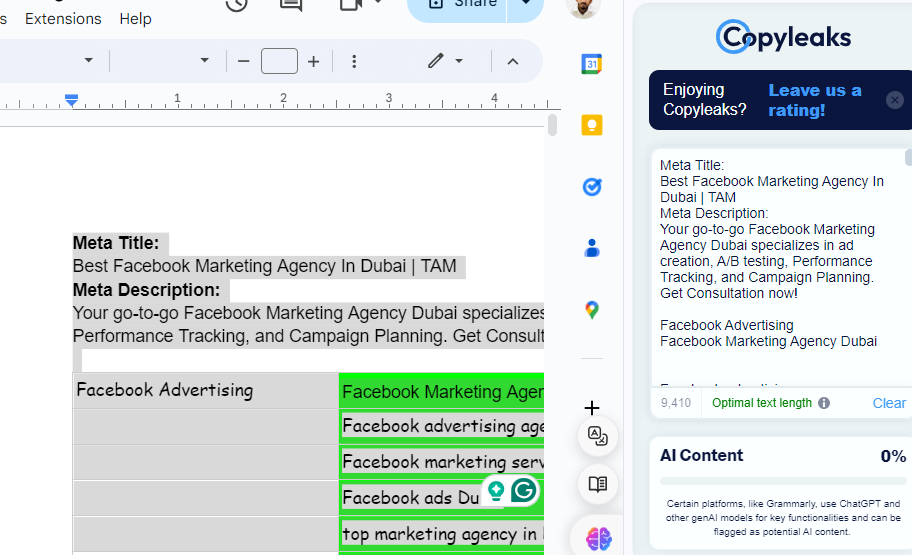 s Extensions Help
Share
1 2 3 4
31
Meta Title:
Best Facebook Marketing Agency In Dubai | TAM
Meta Description:
Your go-to-go Facebook Marketing Agency Dubai specializes
Performance Tracking, and Campaign Planning. Get Consult
Facebook Advertising
Facebook Marketing Agen
Facebook advertising age
Facebook marketing serv
Facebook ads Du
top marketing agency in
Copyleaks
Enjoying Copyleaks?
Leave us a rating!
Meta Title:
Best Facebook Marketing Agency In
Dubai | TAM
Meta Description:
Your go-to-go Facebook Marketing
Agency Dubai specializes in ad
creation, A/B testing, Performance
Tracking, and Campaign Planning.
Get Consultation now!
Facebook Advertising
Facebook Marketing Agency Dubai
9,410 Optimal text length Clear
AI Content 0%
Certain platforms, like Grammarly, use ChatGPT and
other genAI models for key functionalities and can be
flagged as potential AI content.